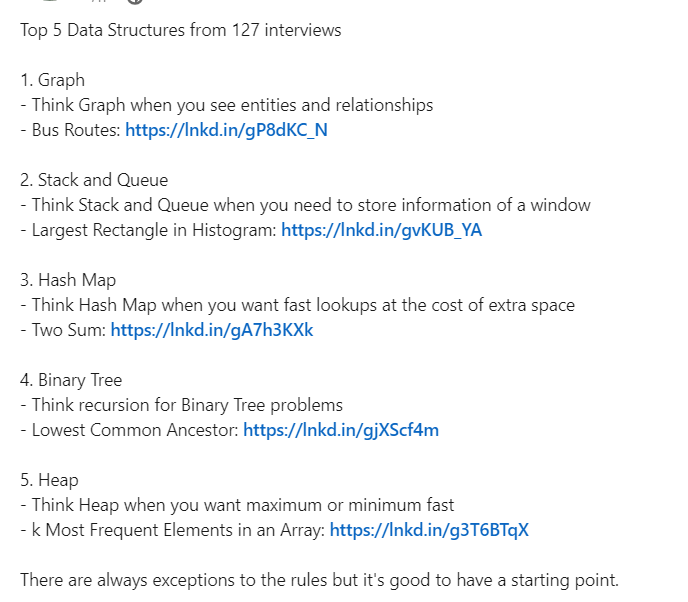 Top 5 Data Structures from 127 interviews
1. Graph
- Think Graph when you see entities and relationships
- Bus Routes: https://lnkd.in/gP8dKC_N
2. Stack and Queue
- Think Stack and Queue when you need to store information of a window
- Largest Rectangle in Histogram: https://lnkd.in/gvKUB_YA
3. Hash Map
- Think Hash Map when you want fast lookups at the cost of extra space
- Two Sum: https://lnkd.in/gA7h3KXk
4. Binary Tree
- Think recursion for Binary Tree problems
- Lowest Common Ancestor: https://lnkd.in/gjXScf4m
5. Heap
- Think Heap when you want maximum or minimum fast
- k Most Frequent Elements in an Array: https://lnkd.in/g3T6BTqX
There are always exceptions to the rules but it's good to have a starting point.